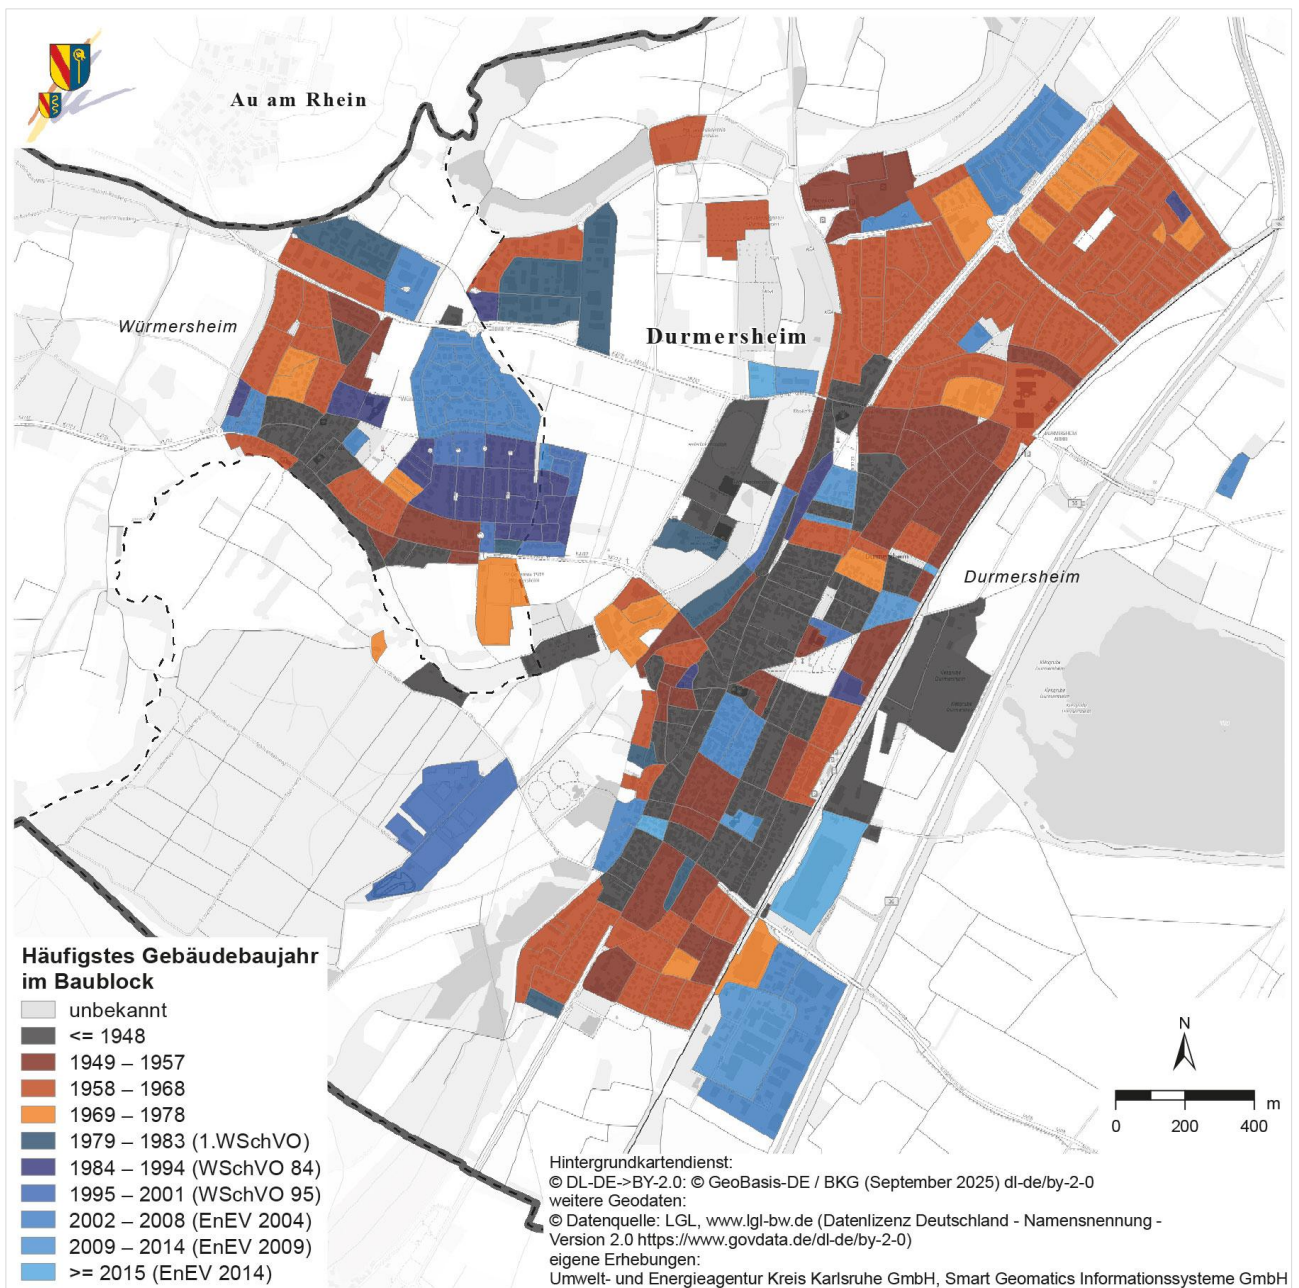 Au am Rhein
Würmersheim
Durmersheim
Durmersheim
Häufigstes Gebäudebaujahr
im Baublock
unbekannt
<= 1948
1949 – 1957
1958 – 1968
1969 – 1978
1979 – 1983 (1.WSchVO)
1984 – 1994 (WSchVO 84)
1995 – 2001 (WSchVO 95)
2002 – 2008 (EnEV 2004)
2009 – 2014 (EnEV 2009)
>= 2015 (EnEV 2014)
N
m
0 200 400
Hintergrundkartendienst:
© DL-DE->BY-2.0: © GeoBasis-DE / BKG (September 2025) dl-de/by-2-0
weitere Geodaten:
© Datenquelle: LGL, www.lgl-bw.de (Datenlizenz Deutschland - Namensnennung -
Version 2.0 https://www.govdata.de/dl-de/by-2-0)
eigene Erhebungen:
Umwelt- und Energieagentur Kreis Karlsruhe GmbH, Smart Geomatics Informationssysteme GmbH